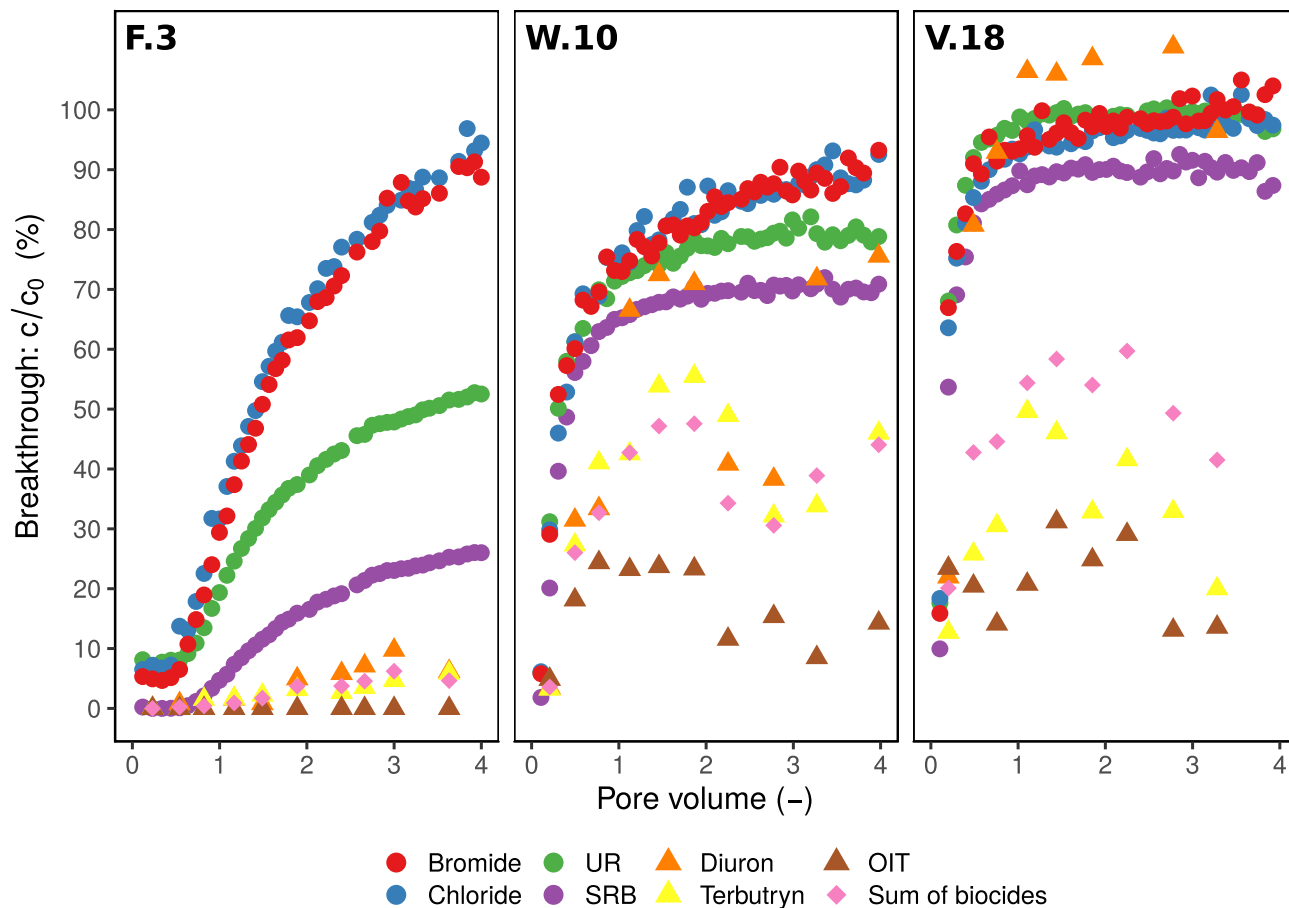 F.3 W.10 V.18
Breakthrough: c/c₀ (%)
100
90
80
70
60
50
40
30
20
10
0
0 1 2 3 4 0 1 2 3 4 0 1 2 3 4
Pore volume (−)
Bromide UR Diuron OIT
Chloride SRB Terbutryn Sum of biocides